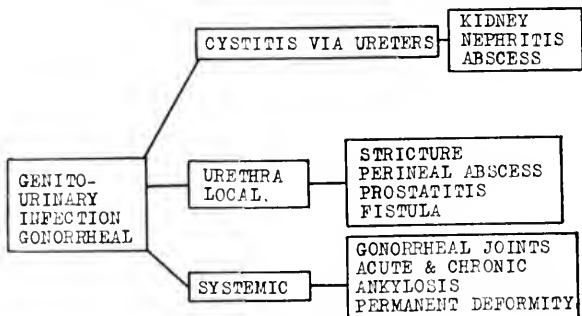 CYSTITIS VIA URETERS
KIDNEY
NEPHRITIS
ABSCESS
GENITO-
URINARY
INFECTION
GONORRHEAL
URETHRA
LOCAL.
STRICTURE
PERINEAL ABSCESS
PROSTATITIS
FISTULA
SYSTEMIC
GONORRHEAL JOINTS
ACUTE & CHRONIC
ANKYLOSIS
PERMANENT DEFORMITY